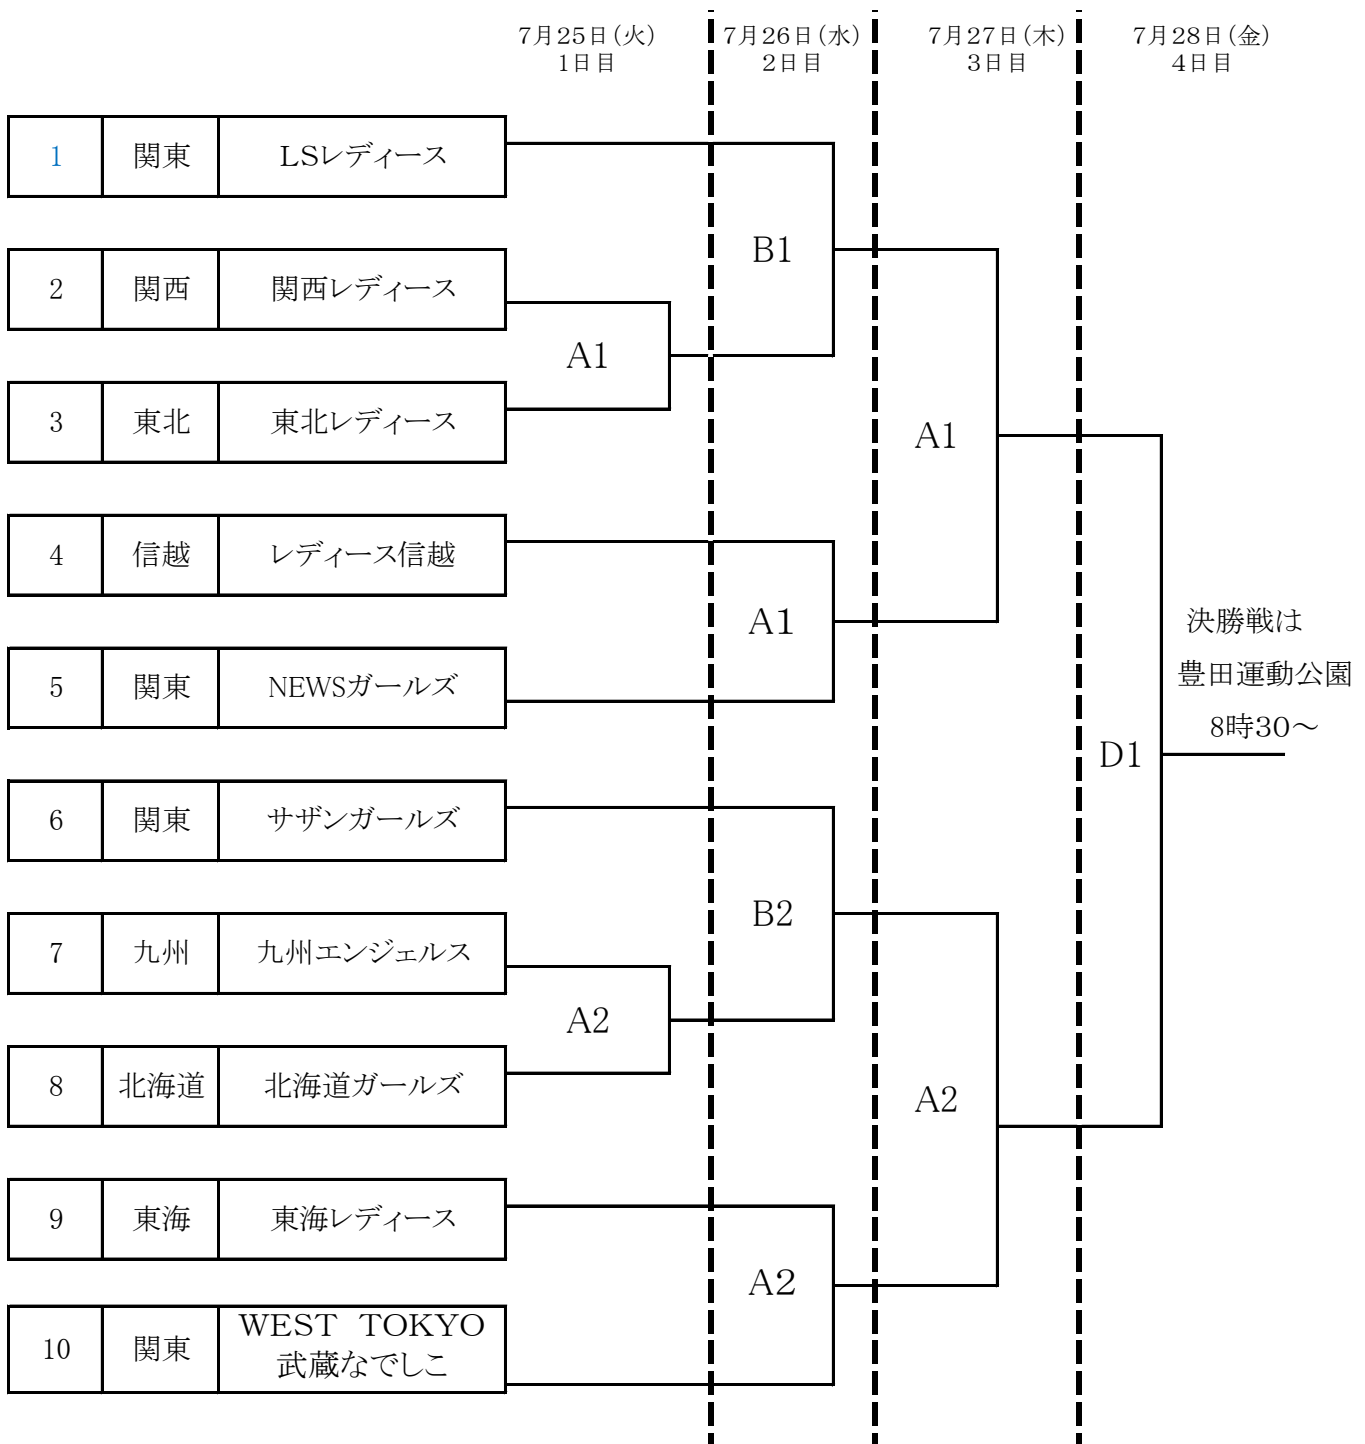 7月25日(火)
1日目
7月26日(水)
2日目
7月27日(木)
3日目
7月28日(金)
4日目
1 関東 LSレディース
2 関西 関西レディース
3 東北 東北レディース
4 信越 レディース信越
5 関東 NEWSガールズ
6 関東 サザンガールズ
7 九州 九州エンジェルス
8 北海道 北海道ガールズ
9 東海 東海レディース
10 関東 WEST TOKYO
武蔵なでしこ
A1
A2
B1
A1
B2
A2
A1
A2
D1
決勝戦は
豊田運動公園
8時30～